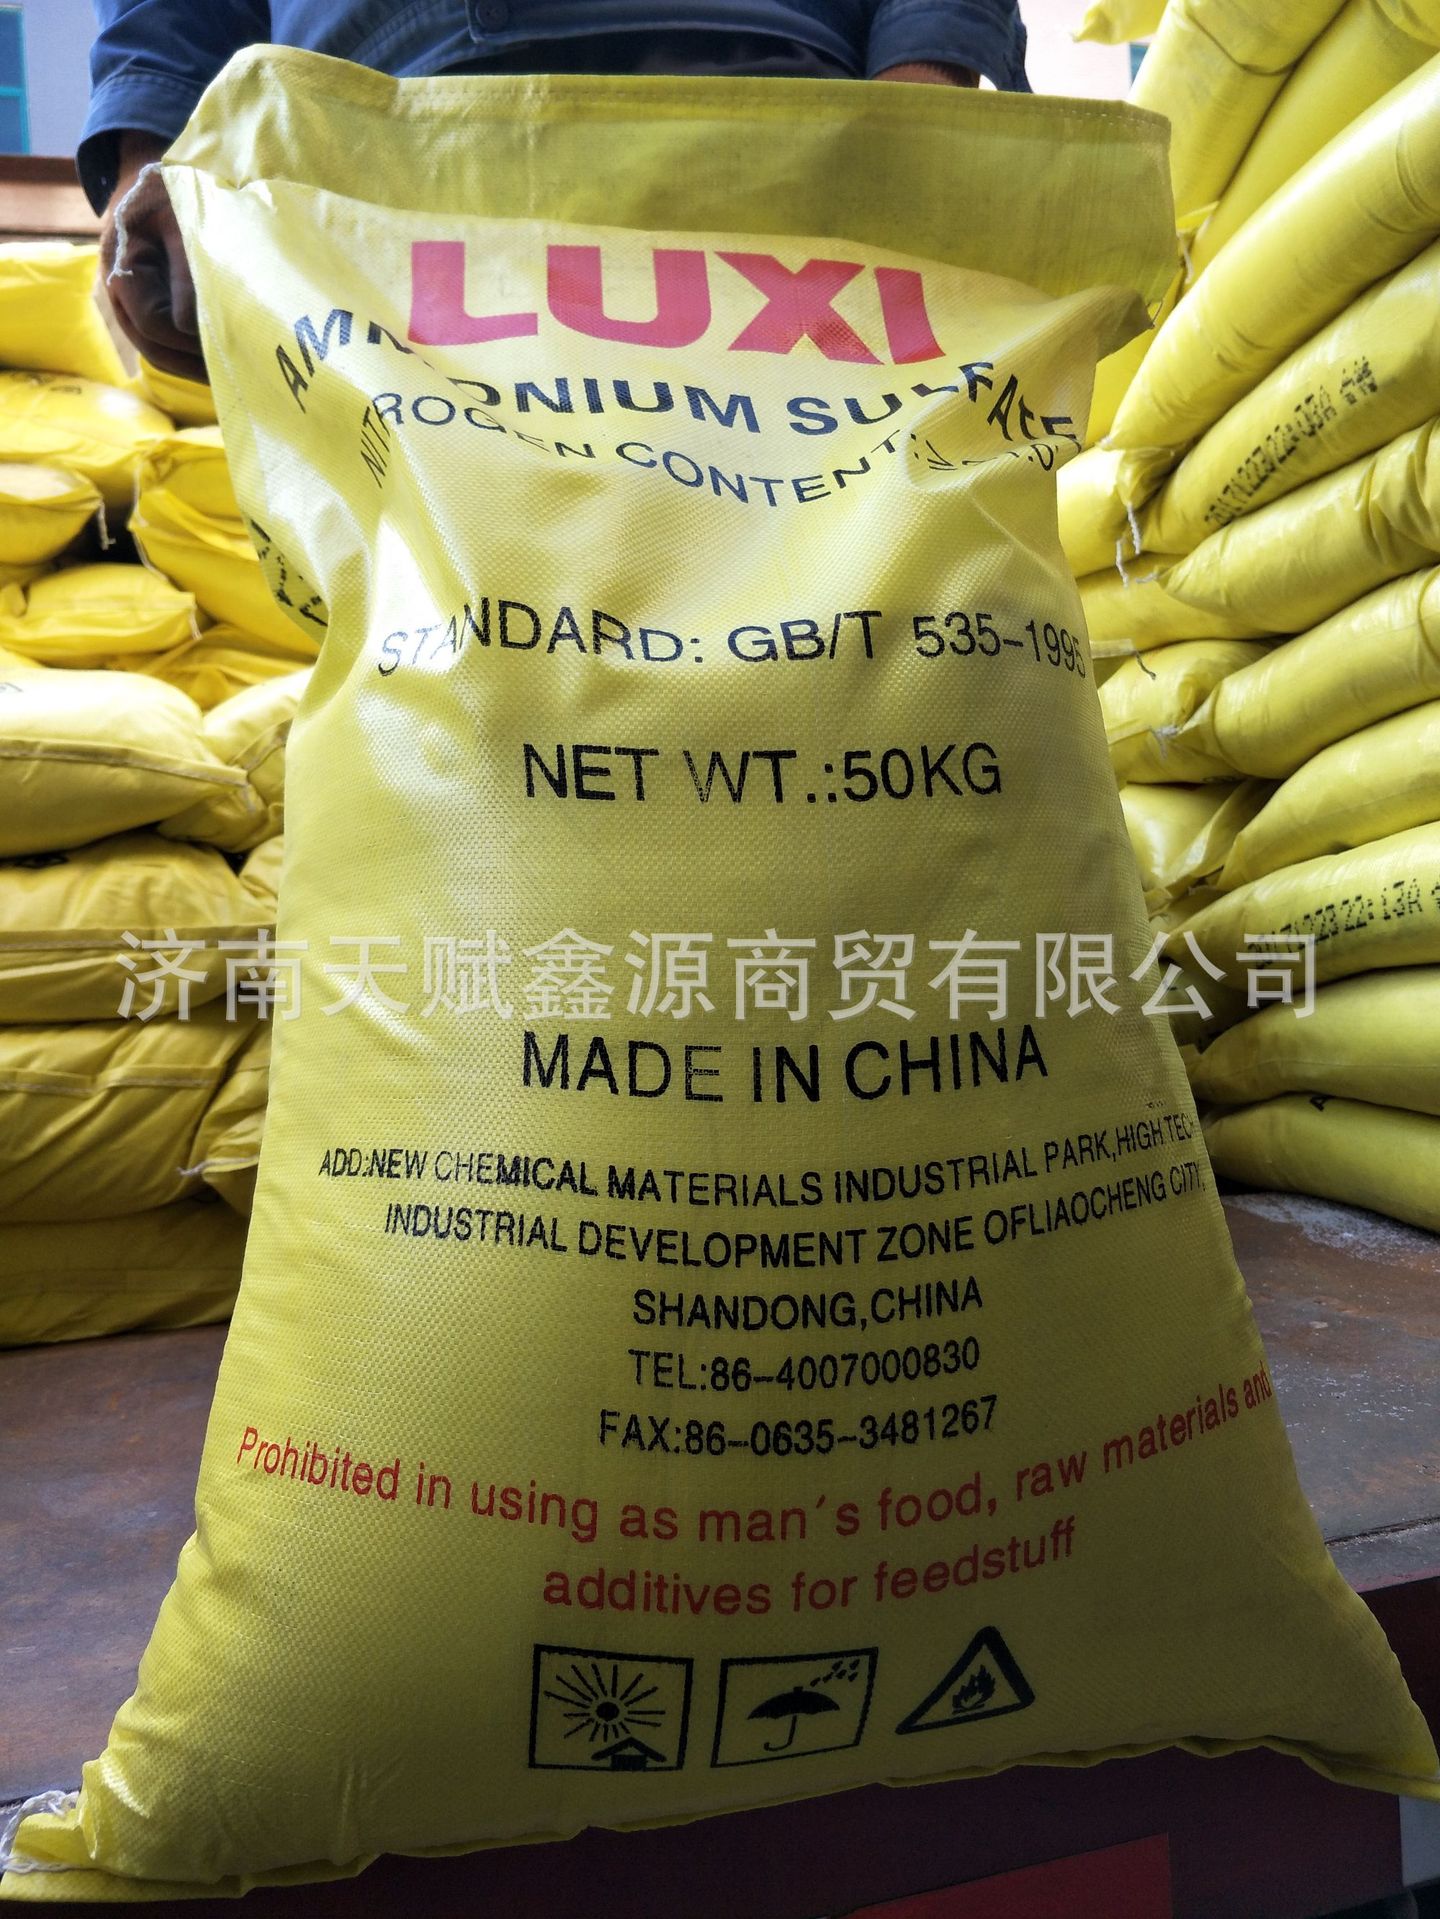 LUXI
AMMONIUM SULFATE
NITROGEN CONTENT
STANDARD: GB/T 535-1995
NET WT.:50KG
济南天赋鑫源商贸有限公司
MADE IN CHINA
ADD:NEW CHEMICAL MATERIALS INDUSTRIAL PARK,HIGH TECH
INDUSTRIAL DEVELOPMENT ZONE OFLIAOCHENG CITY,
SHANDONG,CHINA
TEL:86-4007000830
FAX:86-0635-3481267
Prohibited in using as man's food, raw materials and
additives for feedstuff